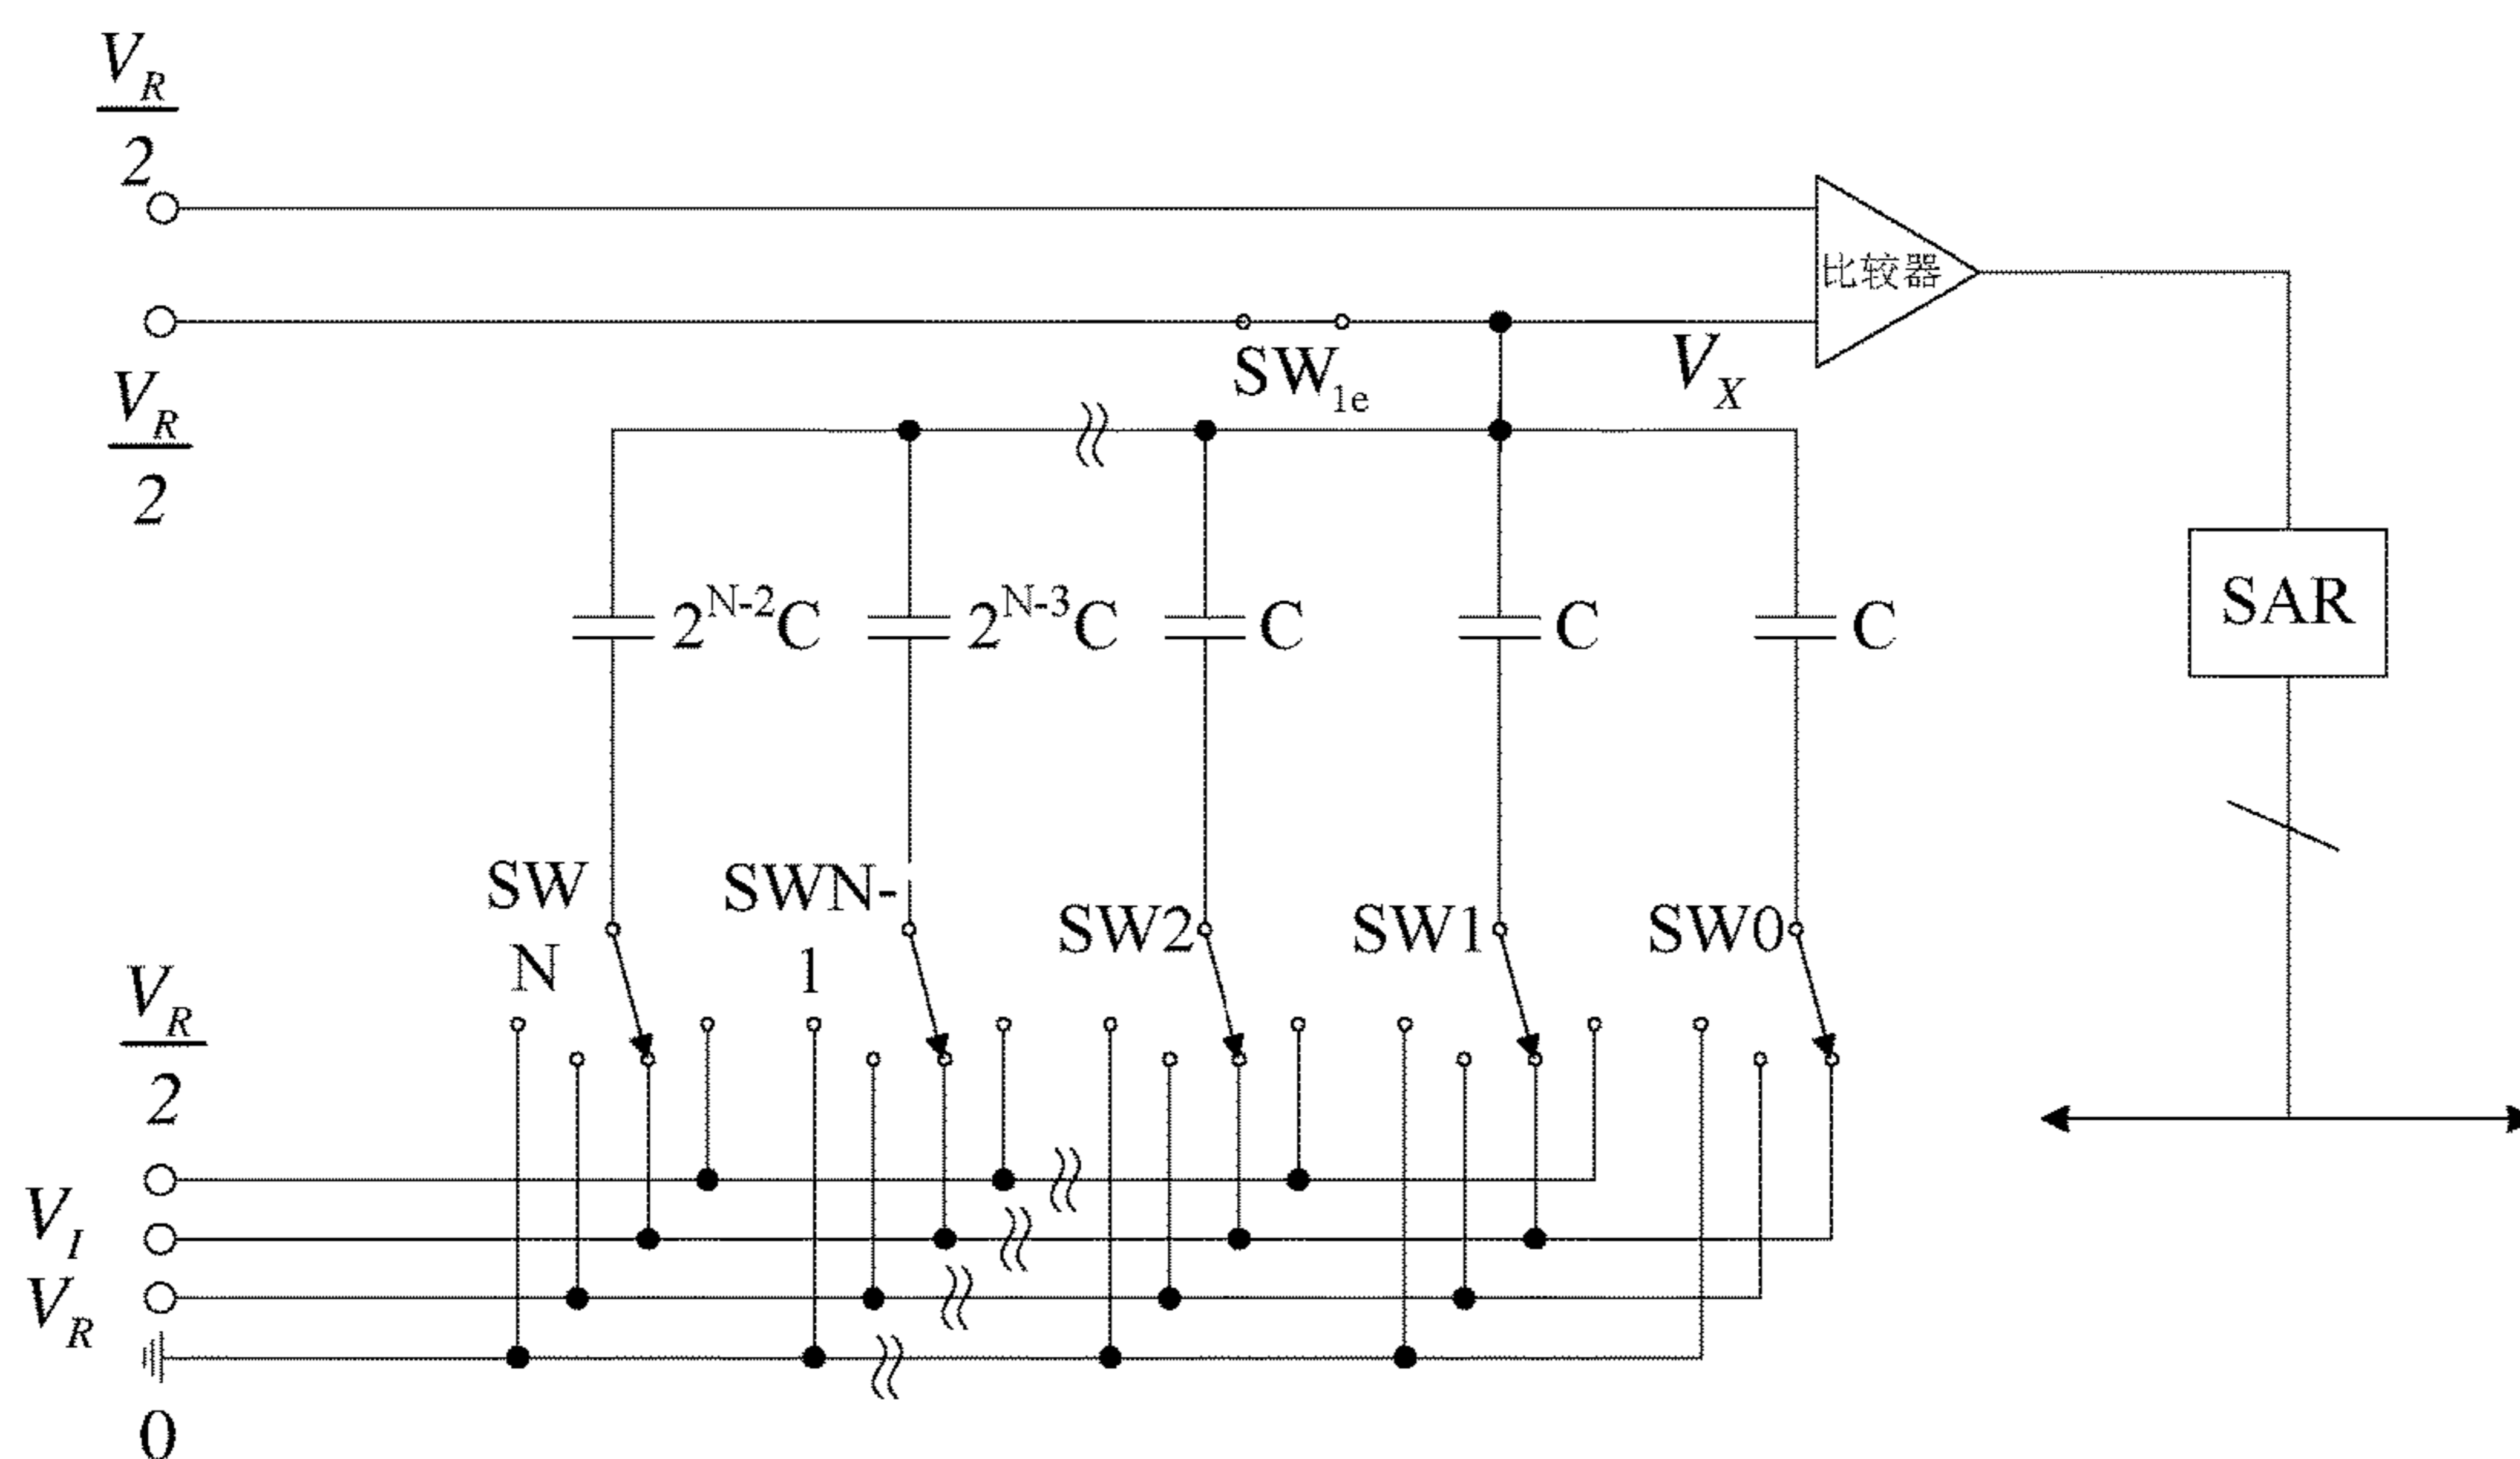 V_R
2
比较器
SW_1e
V_X
V_R
2
2^N-2C
2^N-3C
C
C
C
SAR
SW
N
SWN-
1
SW2
SW1
SW0
V_R
2
V_I
V_R
0